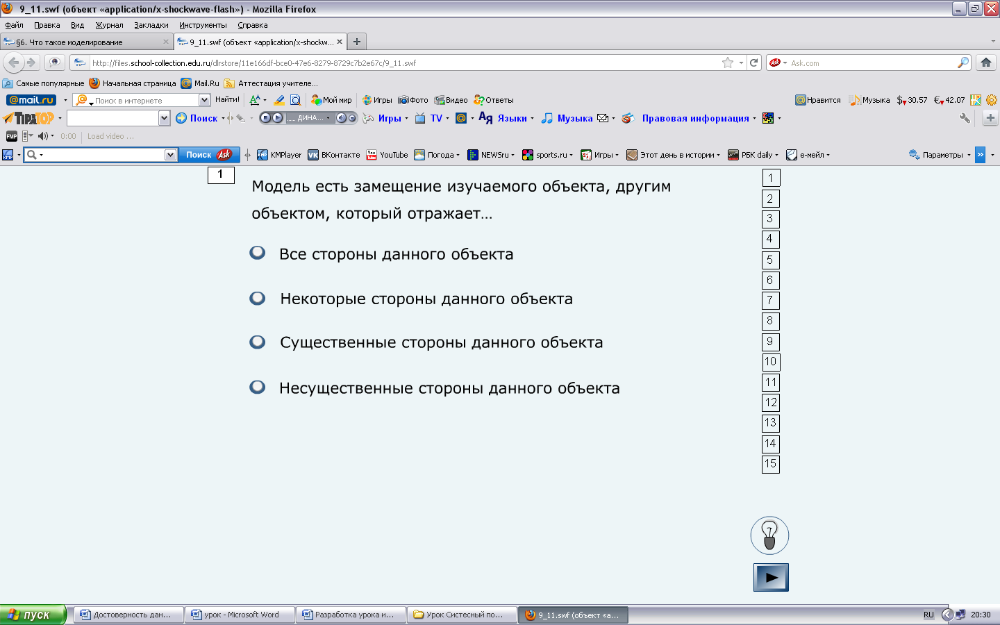 9_11.swf (объект «application/x-shockwave-flash») - Mozilla Firefox
Файл Правка Вид Журнал Закладки Инструменты Справка
§6. Что такое моделирование 9_11.swf (объект «application/x-shockw...
http://files.school-collection.edu.ru/dlrstore/11e166df-bce0-47e6-8279-8729c7b2e67c/9_11.swf Ask Ask.com
Самые популярные Начальная страница Mail.Ru Аттестация учителе...
@mail.ru Поиск в интернете Найти! Мой мир Игры Фото Видео Ответы Нравится Музыка $ 30.57 € 42.07
TIPTOP Поиск ..... ДИНА... Игры TV Языки Музыка Правовая информация
FMP 0:00 Load video ...
KMP Поиск Ask KMPlayer ВКонтакте YouTube Погода NEWSru sports.ru Игры Этот день в истории РБК daily е-мейл Параметры
1
Модель есть замещение изучаемого объекта, другим
объектом, который отражает...
Все стороны данного объекта
Некоторые стороны данного объекта
Существенные стороны данного объекта
Несущественные стороны данного объекта
1
2
3
4
5
6
7
8
9
10
11
12
13
14
15
пуск Достоверность дан... урок - Microsoft Word Разработка урока и... Урок Систесный по... 9_11.swf (объект «a... RU 20:30